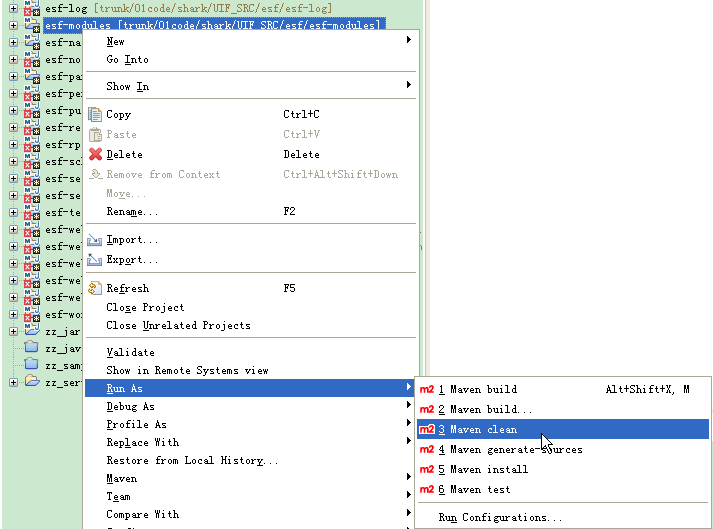 esf-log [trunk/01code/shark/UIF_SRC/esf/esf-log]
esf-modules [trunk/01code/shark/UIF_SRC/esf/esf-modules]
esf-na
esf-no
esf-pa
esf-pe
esf-pu
esf-re
esf-rp
esf-sc
esf-se
esf-se
esf-te
esf-we
esf-we
esf-we
esf-we
esf-we
esf-wo
zz_jar
zz_jav
zz_sam
zz_ser
New
Go Into
Show In
Copy Ctrl+C
Paste Ctrl+V
Delete Delete
Remove from Context Ctrl+Alt+Shift+Down
Move...
Rename... F2
Import...
Export...
Refresh F5
Close Project
Close Unrelated Projects
Validate
Show in Remote Systems view
Run As
Debug As
Profile As
Replace With
Restore from Local History...
Maven
Team
Compare With
m2 1 Maven build Alt+Shift+X, M
m2 2 Maven build...
m2 3 Maven clean
m2 4 Maven generate-sources
m2 5 Maven install
m2 6 Maven test
Run Configurations...